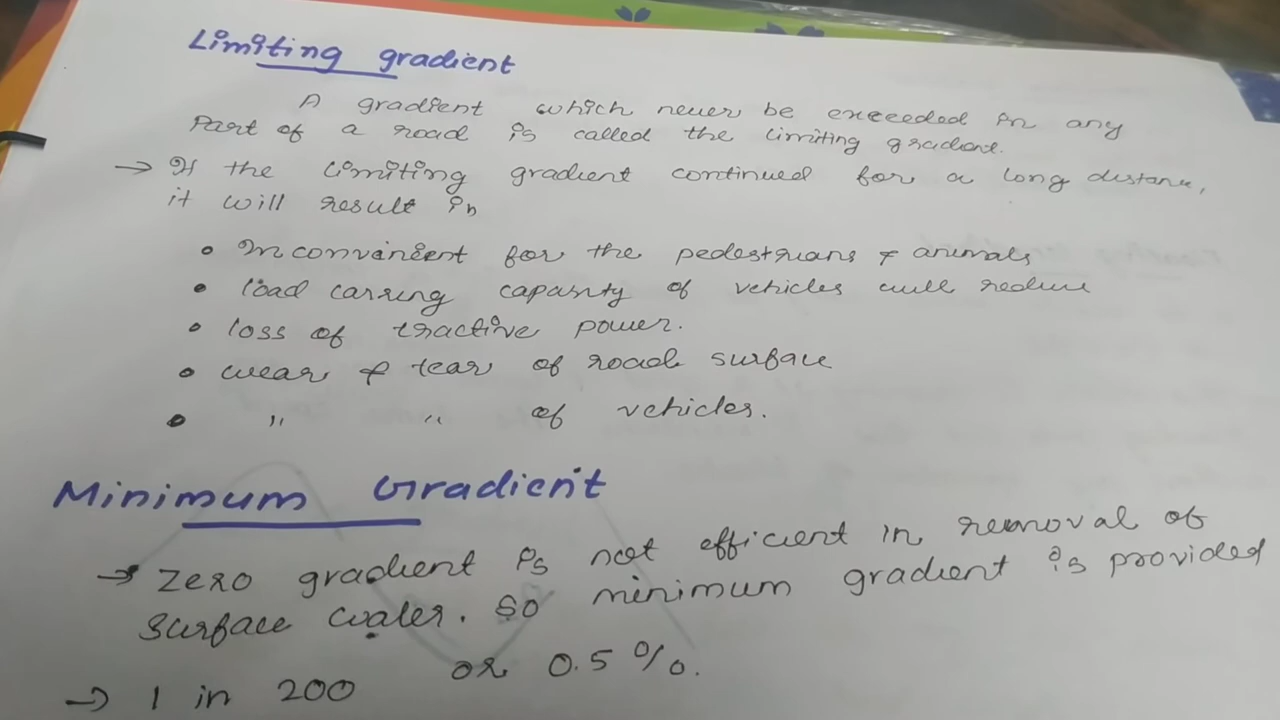 Limiting gradient
A gradient which never be exceeded in any
Part of a road is called the limiting gradient.
→ If the limiting gradient continued for a long distance,
it will result in
• Inconvinient for the pedestrians & animals
• load carring capasity of vehicles will reduce
• loss of tractive power.
• wear & tear of road surface
• " " of vehicles.
Minimum Gradient
→ Zero gradient is not efficient in removal of
surface water. So minimum gradient is provided
→ 1 in 200 or 0.5 %.